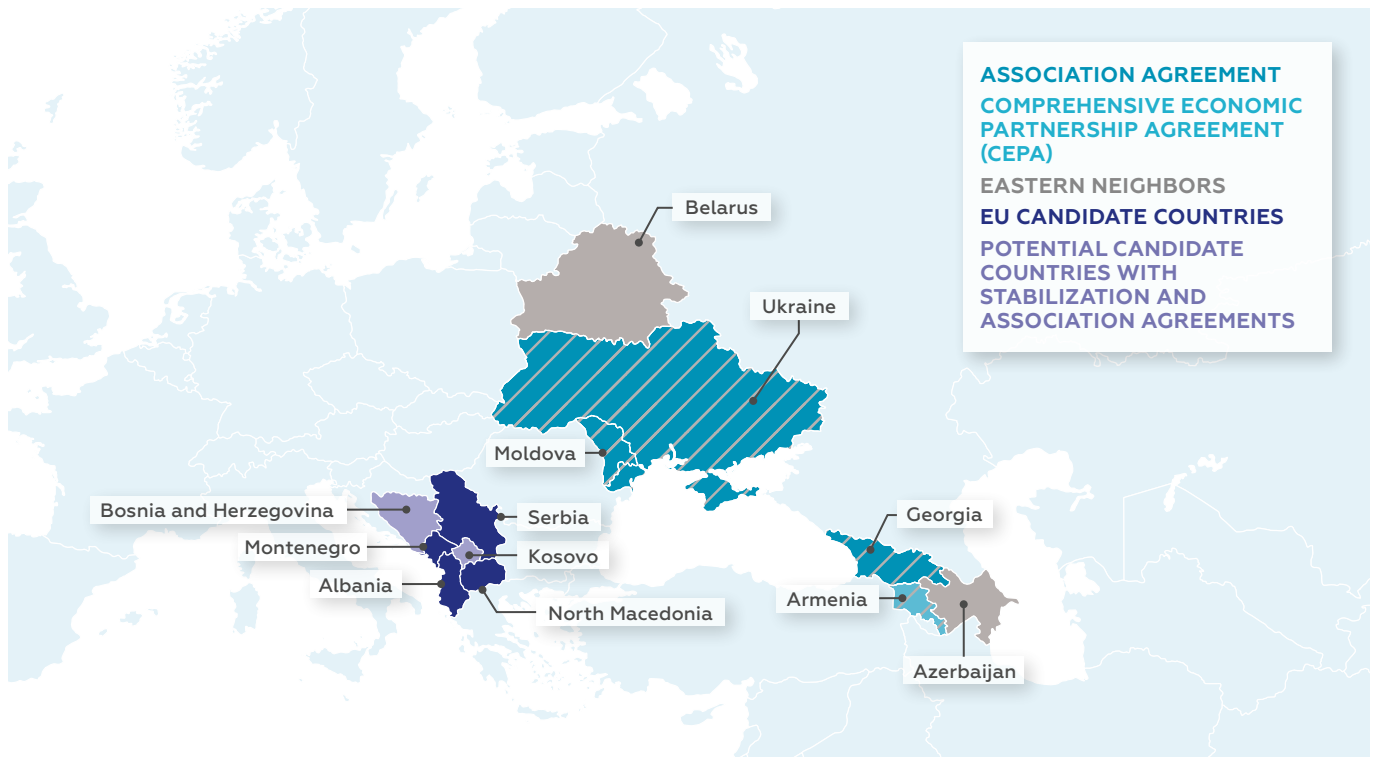 ASSOCIATION AGREEMENT
COMPREHENSIVE ECONOMIC
PARTNERSHIP AGREEMENT
(CEPA)
EASTERN NEIGHBORS
EU CANDIDATE COUNTRIES
POTENTIAL CANDIDATE
COUNTRIES WITH
STABILIZATION AND
ASSOCIATION AGREEMENTS
Belarus
Ukraine
Moldova
Bosnia and Herzegovina
Serbia
Montenegro
Kosovo
Albania
North Macedonia
Georgia
Armenia
Azerbaijan